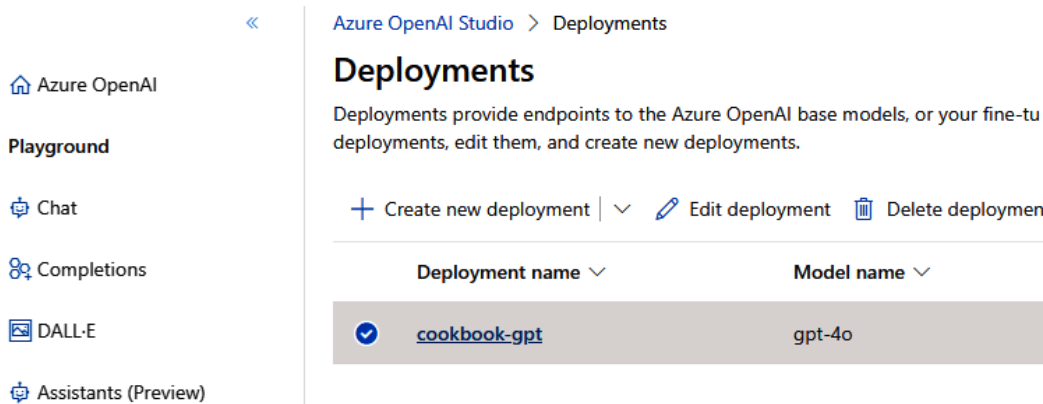 Azure OpenAI
Playground
Chat
Completions
DALL·E
Assistants (Preview)
Azure OpenAI Studio > Deployments
Deployments
Deployments provide endpoints to the Azure OpenAI base models, or your fine-tu
deployments, edit them, and create new deployments.
Create new deployment Edit deployment Delete deploymen
Deployment name Model name
cookbook-gpt gpt-4o